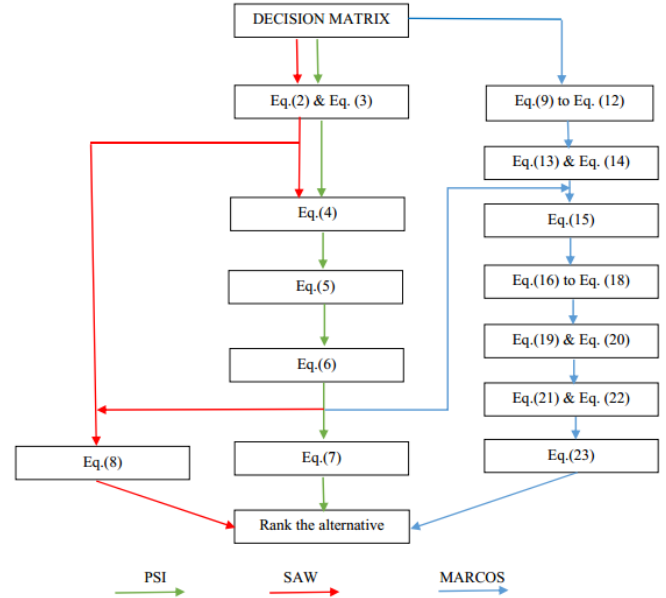 DECISION MATRIX
Eq.(2) & Eq. (3)
Eq.(9) to Eq. (12)
Eq.(13) & Eq. (14)
Eq.(4)
Eq.(15)
Eq.(5)
Eq.(16) to Eq. (18)
Eq.(19) & Eq. (20)
Eq.(6)
Eq.(21) & Eq. (22)
Eq.(8)
Eq.(7)
Eq.(23)
Rank the alternative
PSI SAW MARCOS